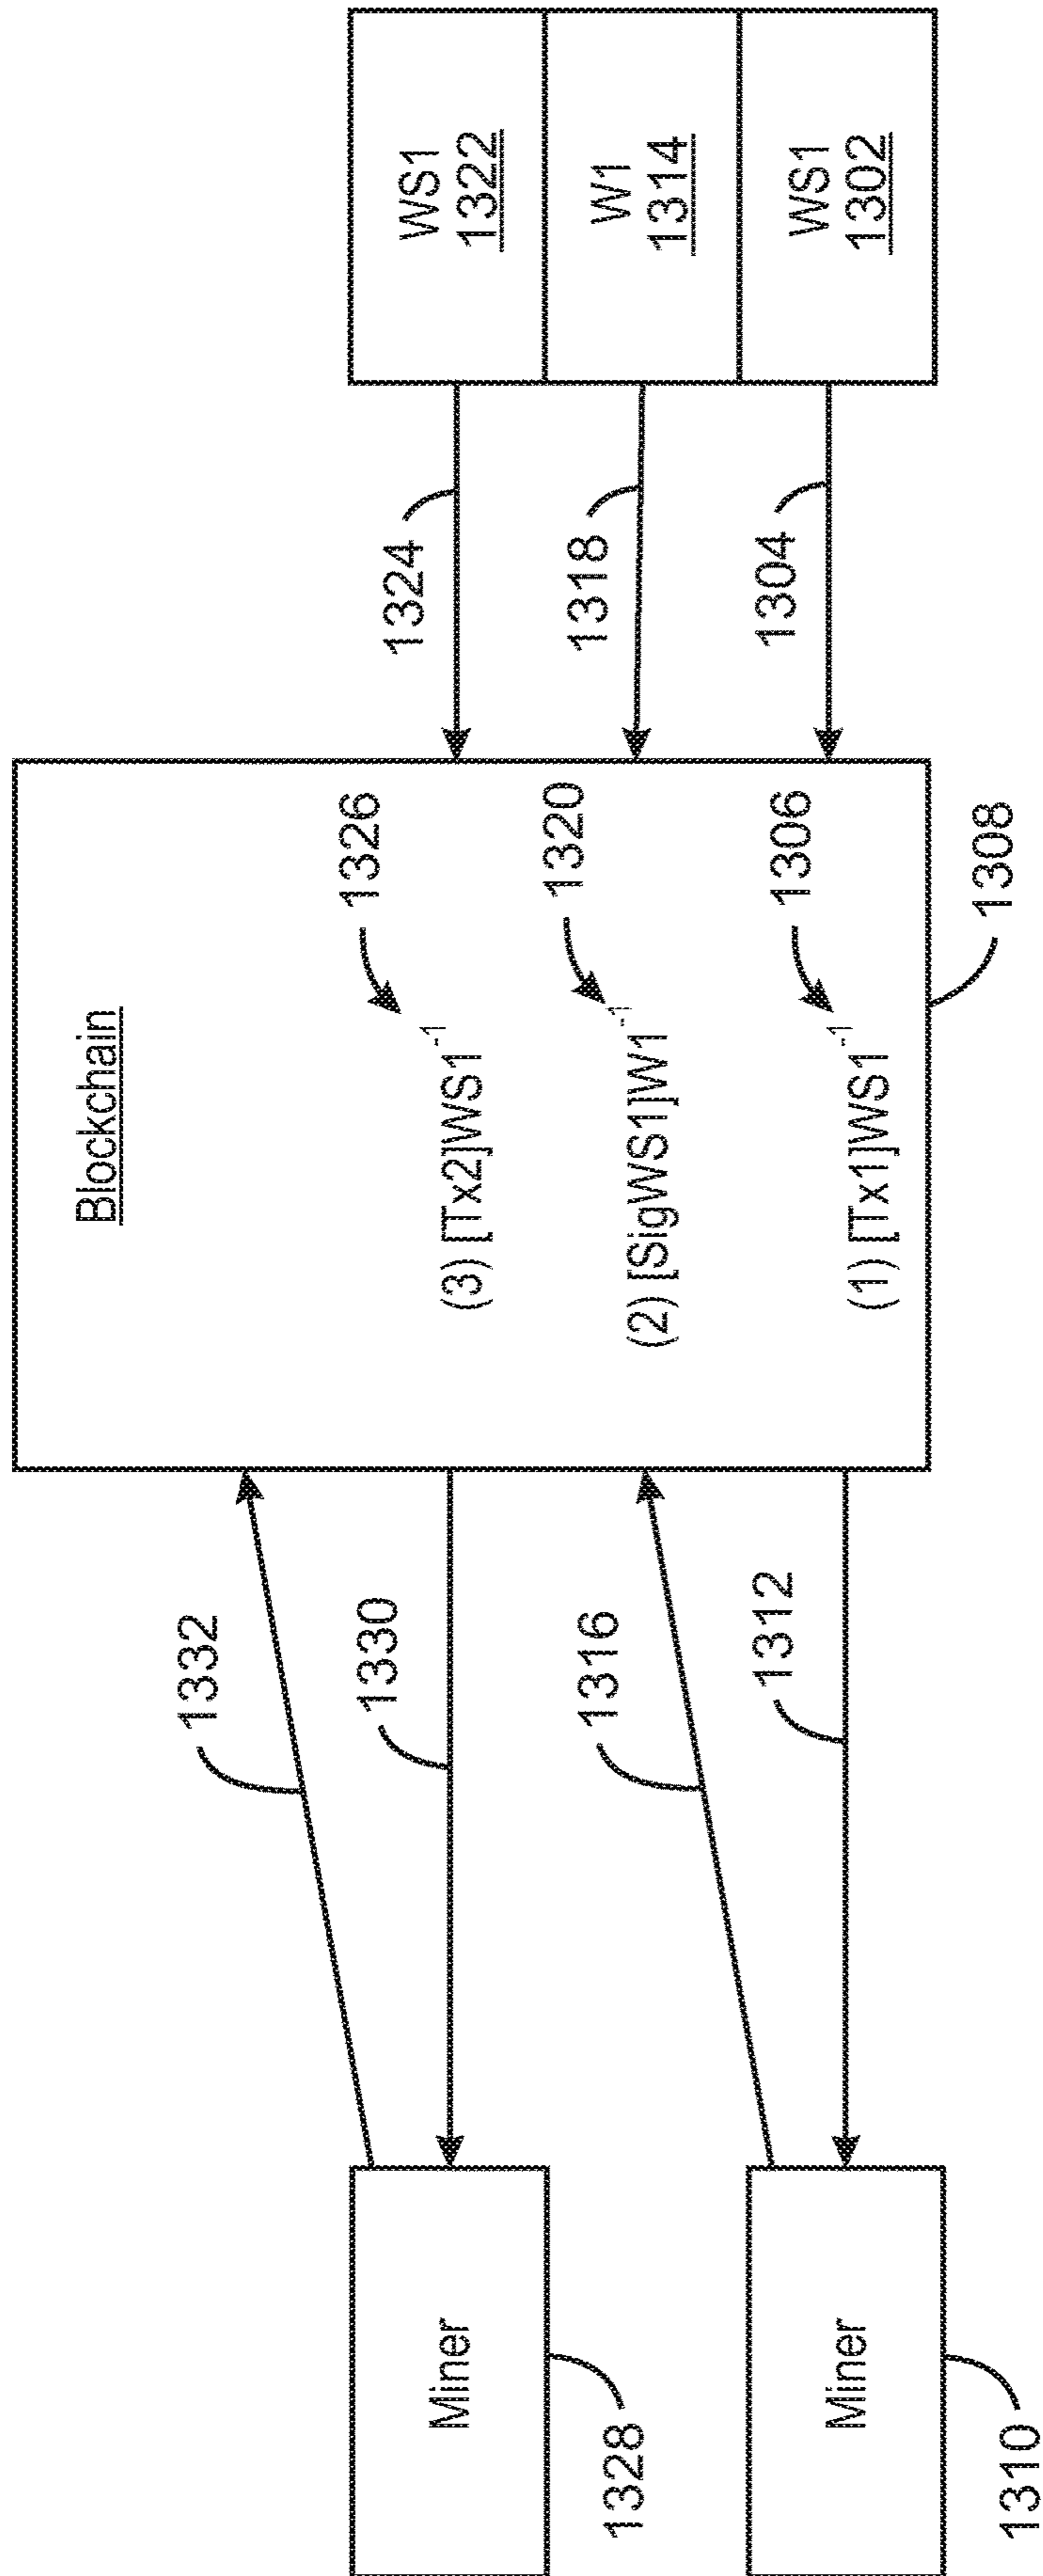 Blockchain
(3) [Tx2]WS1⁻¹
1326
(2) [SigWS1]W1⁻¹
1320
(1) [Tx1]WS1⁻¹
1306
1308
WS1
1322
W1
1314
WS1
1302
1324
1318
1304
1332
1330
1316
1312
Miner
1328
Miner
1310